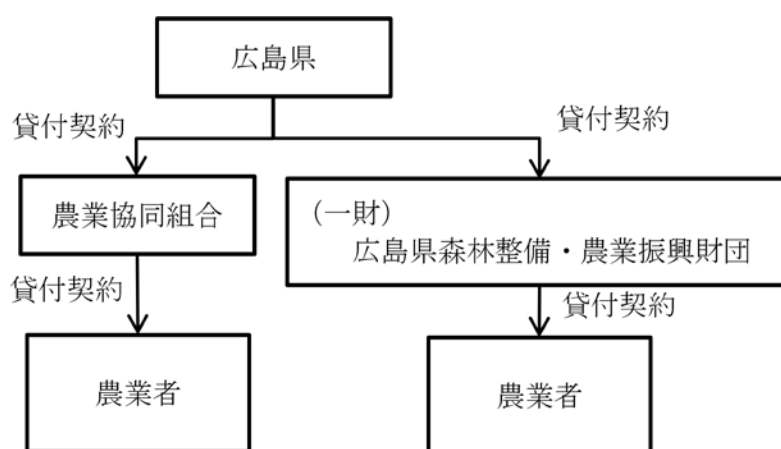 広島県
貸付契約
貸付契約
農業協同組合
(一財)
広島県森林整備・農業振興財団
貸付契約
貸付契約
農業者
農業者